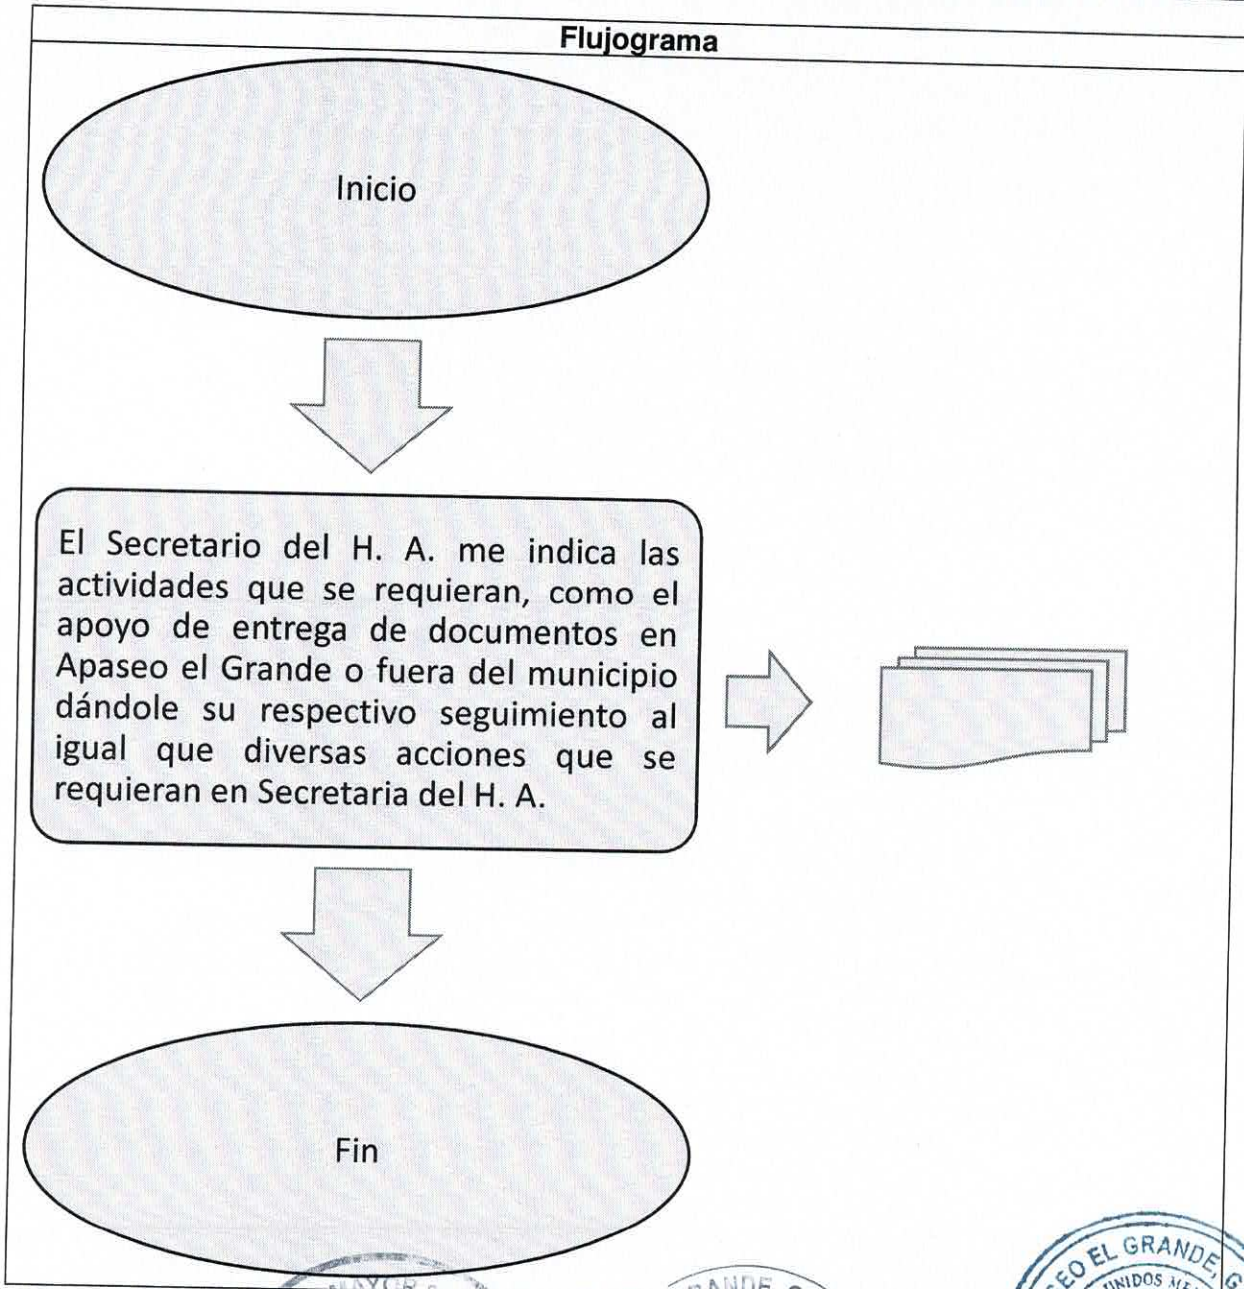 Flujograma
Inicio
El Secretario del H. A. me indica las
actividades que se requieran, como el
apoyo de entrega de documentos en
Apaseo el Grande o fuera del municipio
dándole su respectivo seguimiento al
igual que diversas acciones que se
requieran en Secretaria del H. A.
Fin
MAYOR
EL GRANDE, G
UNIDOS